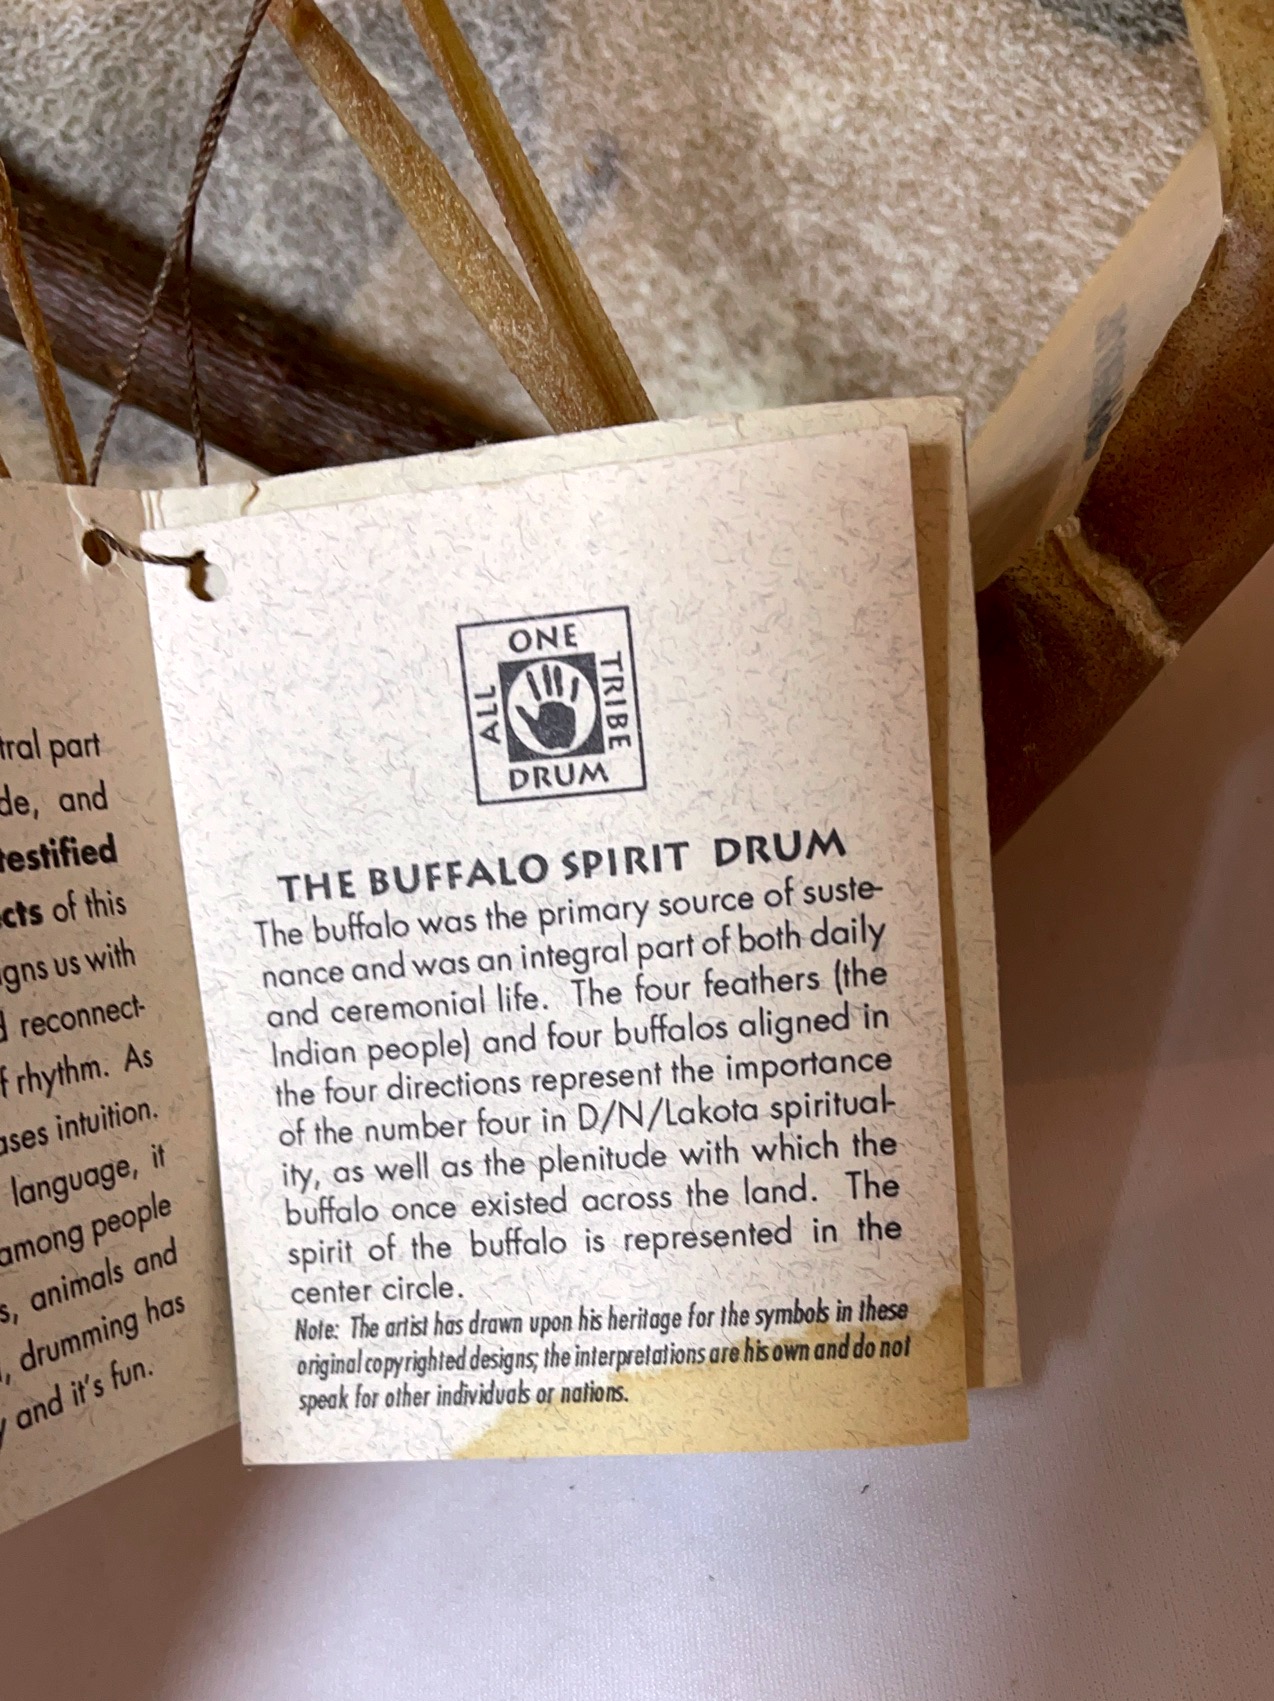 tral part
de, and
testified
cts of this
igns us with
d reconnect-
f rhythm. As
ases intuition.
language, it
among people
s, animals and
, drumming has
y and it's fun.
ONE
TRIBE
ALL
DRUM
THE BUFFALO SPIRIT DRUM
The buffalo was the primary source of suste-
nance and was an integral part of both daily
and ceremonial life. The four feathers (the
Indian people) and four buffalos aligned in
the four directions represent the importance
of the number four in D/N/Lakota spiritual-
ity, as well as the plenitude with which the
buffalo once existed across the land. The
spirit of the buffalo is represented in the
center circle.
Note: The artist has drawn upon his heritage for the symbols in these
original copyrighted designs; the interpretations are his own and do not
speak for other individuals or nations.